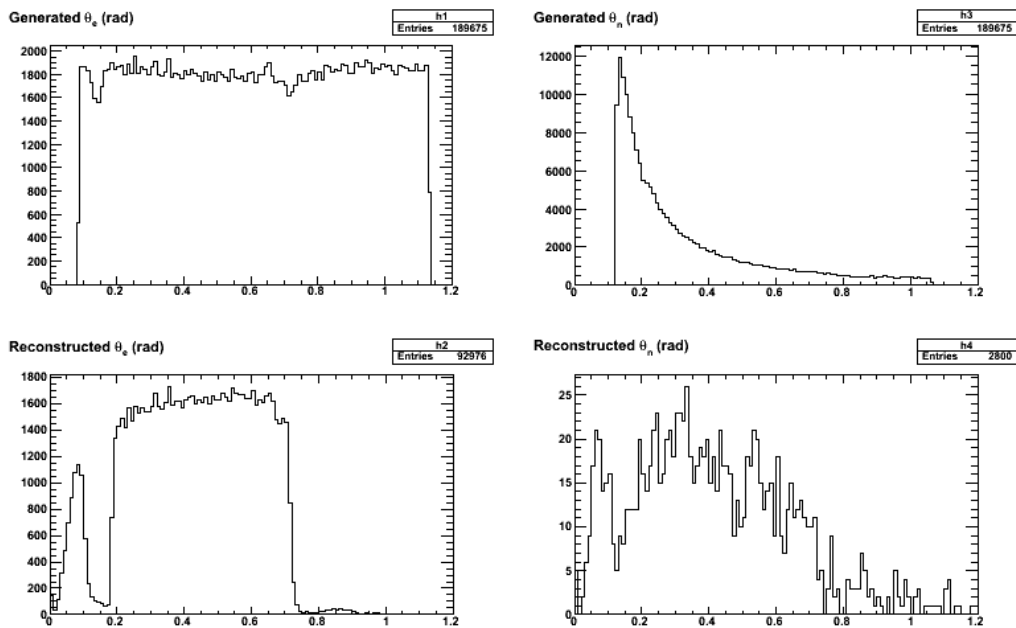 Generated θe (rad)
h1
Entries 189675
2000
1800
1600
1400
1200
1000
800
600
400
200
0
0 0.2 0.4 0.6 0.8 1 1.2
Generated θn (rad)
h3
Entries 189675
12000
10000
8000
6000
4000
2000
0
0 0.2 0.4 0.6 0.8 1 1.2
Reconstructed θe (rad)
h2
Entries 92976
1800
1600
1400
1200
1000
800
600
400
200
0
0 0.2 0.4 0.6 0.8 1 1.2
Reconstructed θn (rad)
h4
Entries 2800
25
20
15
10
5
0
0 0.2 0.4 0.6 0.8 1 1.2